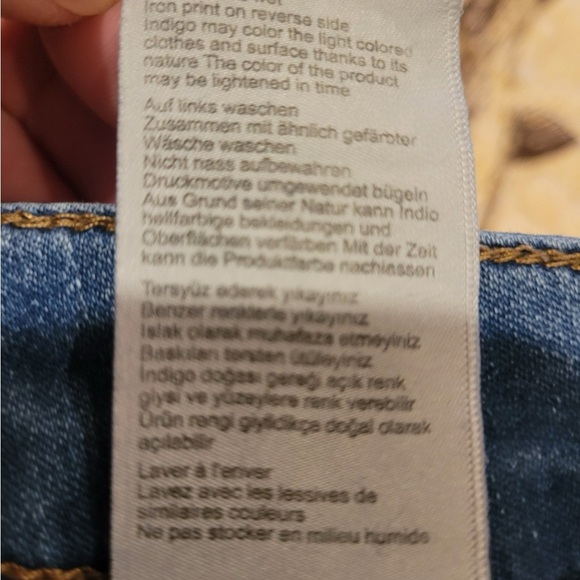 Iron print on reverse side
Indigo may color the light colored
clothes and surface thanks to its
nature The color of the product
may be lightened in time
Auf links waschen
Zusammen mit ähnlich gefärbter
Wäsche waschen
Nicht nass aufbewahren
Druckmotive umgewendet bügeln
Aus Grund seiner Natur kann Indio
hellfarbige bekleidungen und
Oberflächen verfärben Mit der Zeit
kann die Produktfarbe nachlassen
Tersyüz ederek yıkayınız
Benzer renklerle yıkayınız
Islak olarak muhafaza etmeyiniz
Baskıları tersten ütüleyiniz
İndigo doğası gereği açık renk
giysi ve yüzeylere renk verebilir
Ürün rengi giyildikçe doğal olarak
açılabilir
Laver à l'enver
Lavez avec les lessives de
similaires couleurs
Ne pas stocker en milieu humide